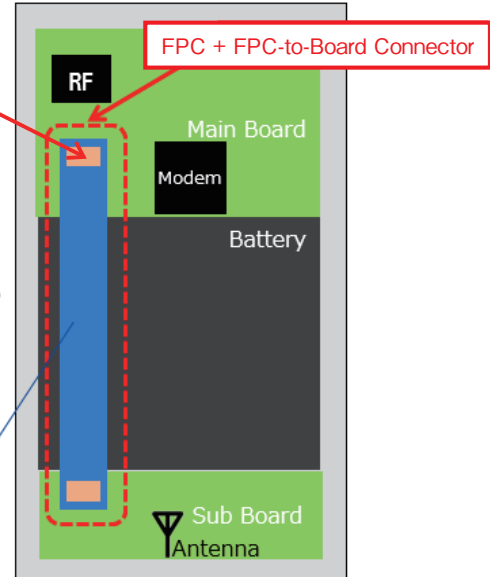 FPC + FPC-to-Board Connector
RF
Main Board
Modem
Battery
Sub Board
Antenna